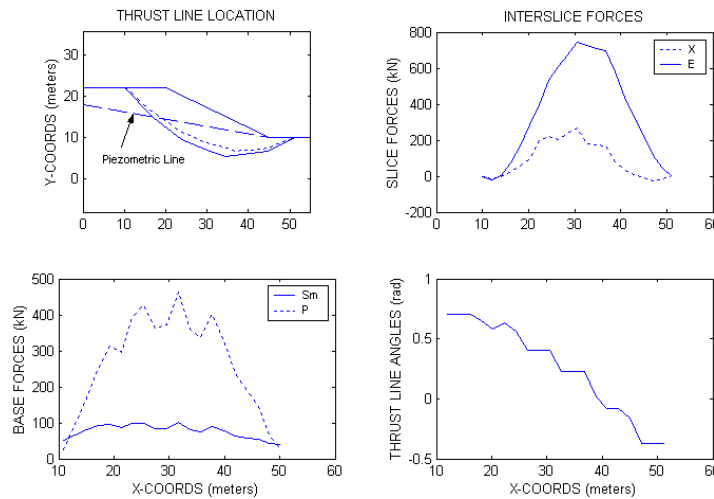 THRUST LINE LOCATION
Y-COORDS (meters)
30
20
10
0
Piezometric Line
0 10 20 30 40 50
INTERSLICE FORCES
SLICE FORCES (kN)
800
600
400
200
0
-200
X
E
0 10 20 30 40 50 60
BASE FORCES (kN)
500
400
300
200
100
0
Sm
P
10 20 30 40 50 60
X-COORDS (meters)
THRUST LINE ANGLES (rad)
1
0.5
0
-0.5
0 10 20 30 40 50 60
X-COORDS (meters)